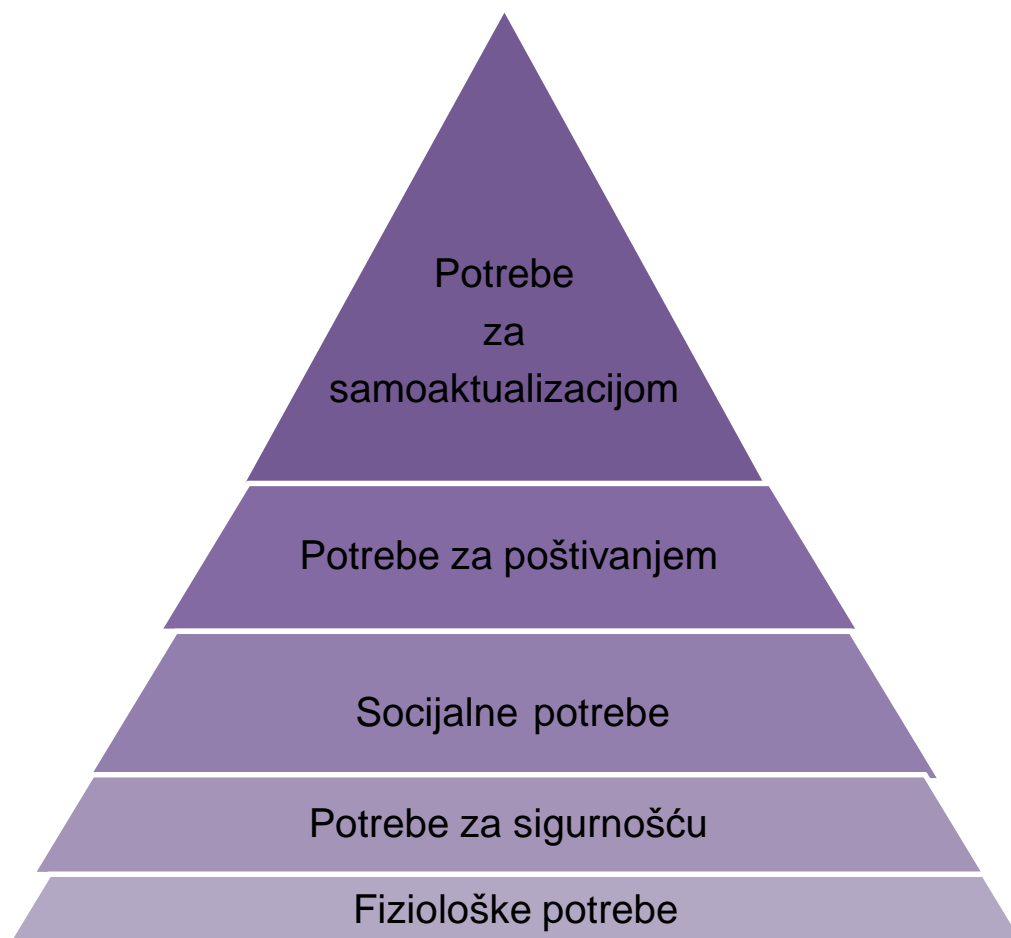 Potrebe
za
samoaktualizacijom
Potrebe za poštivanjem
Socijalne potrebe
Potrebe za sigurnošću
Fiziološke potrebe